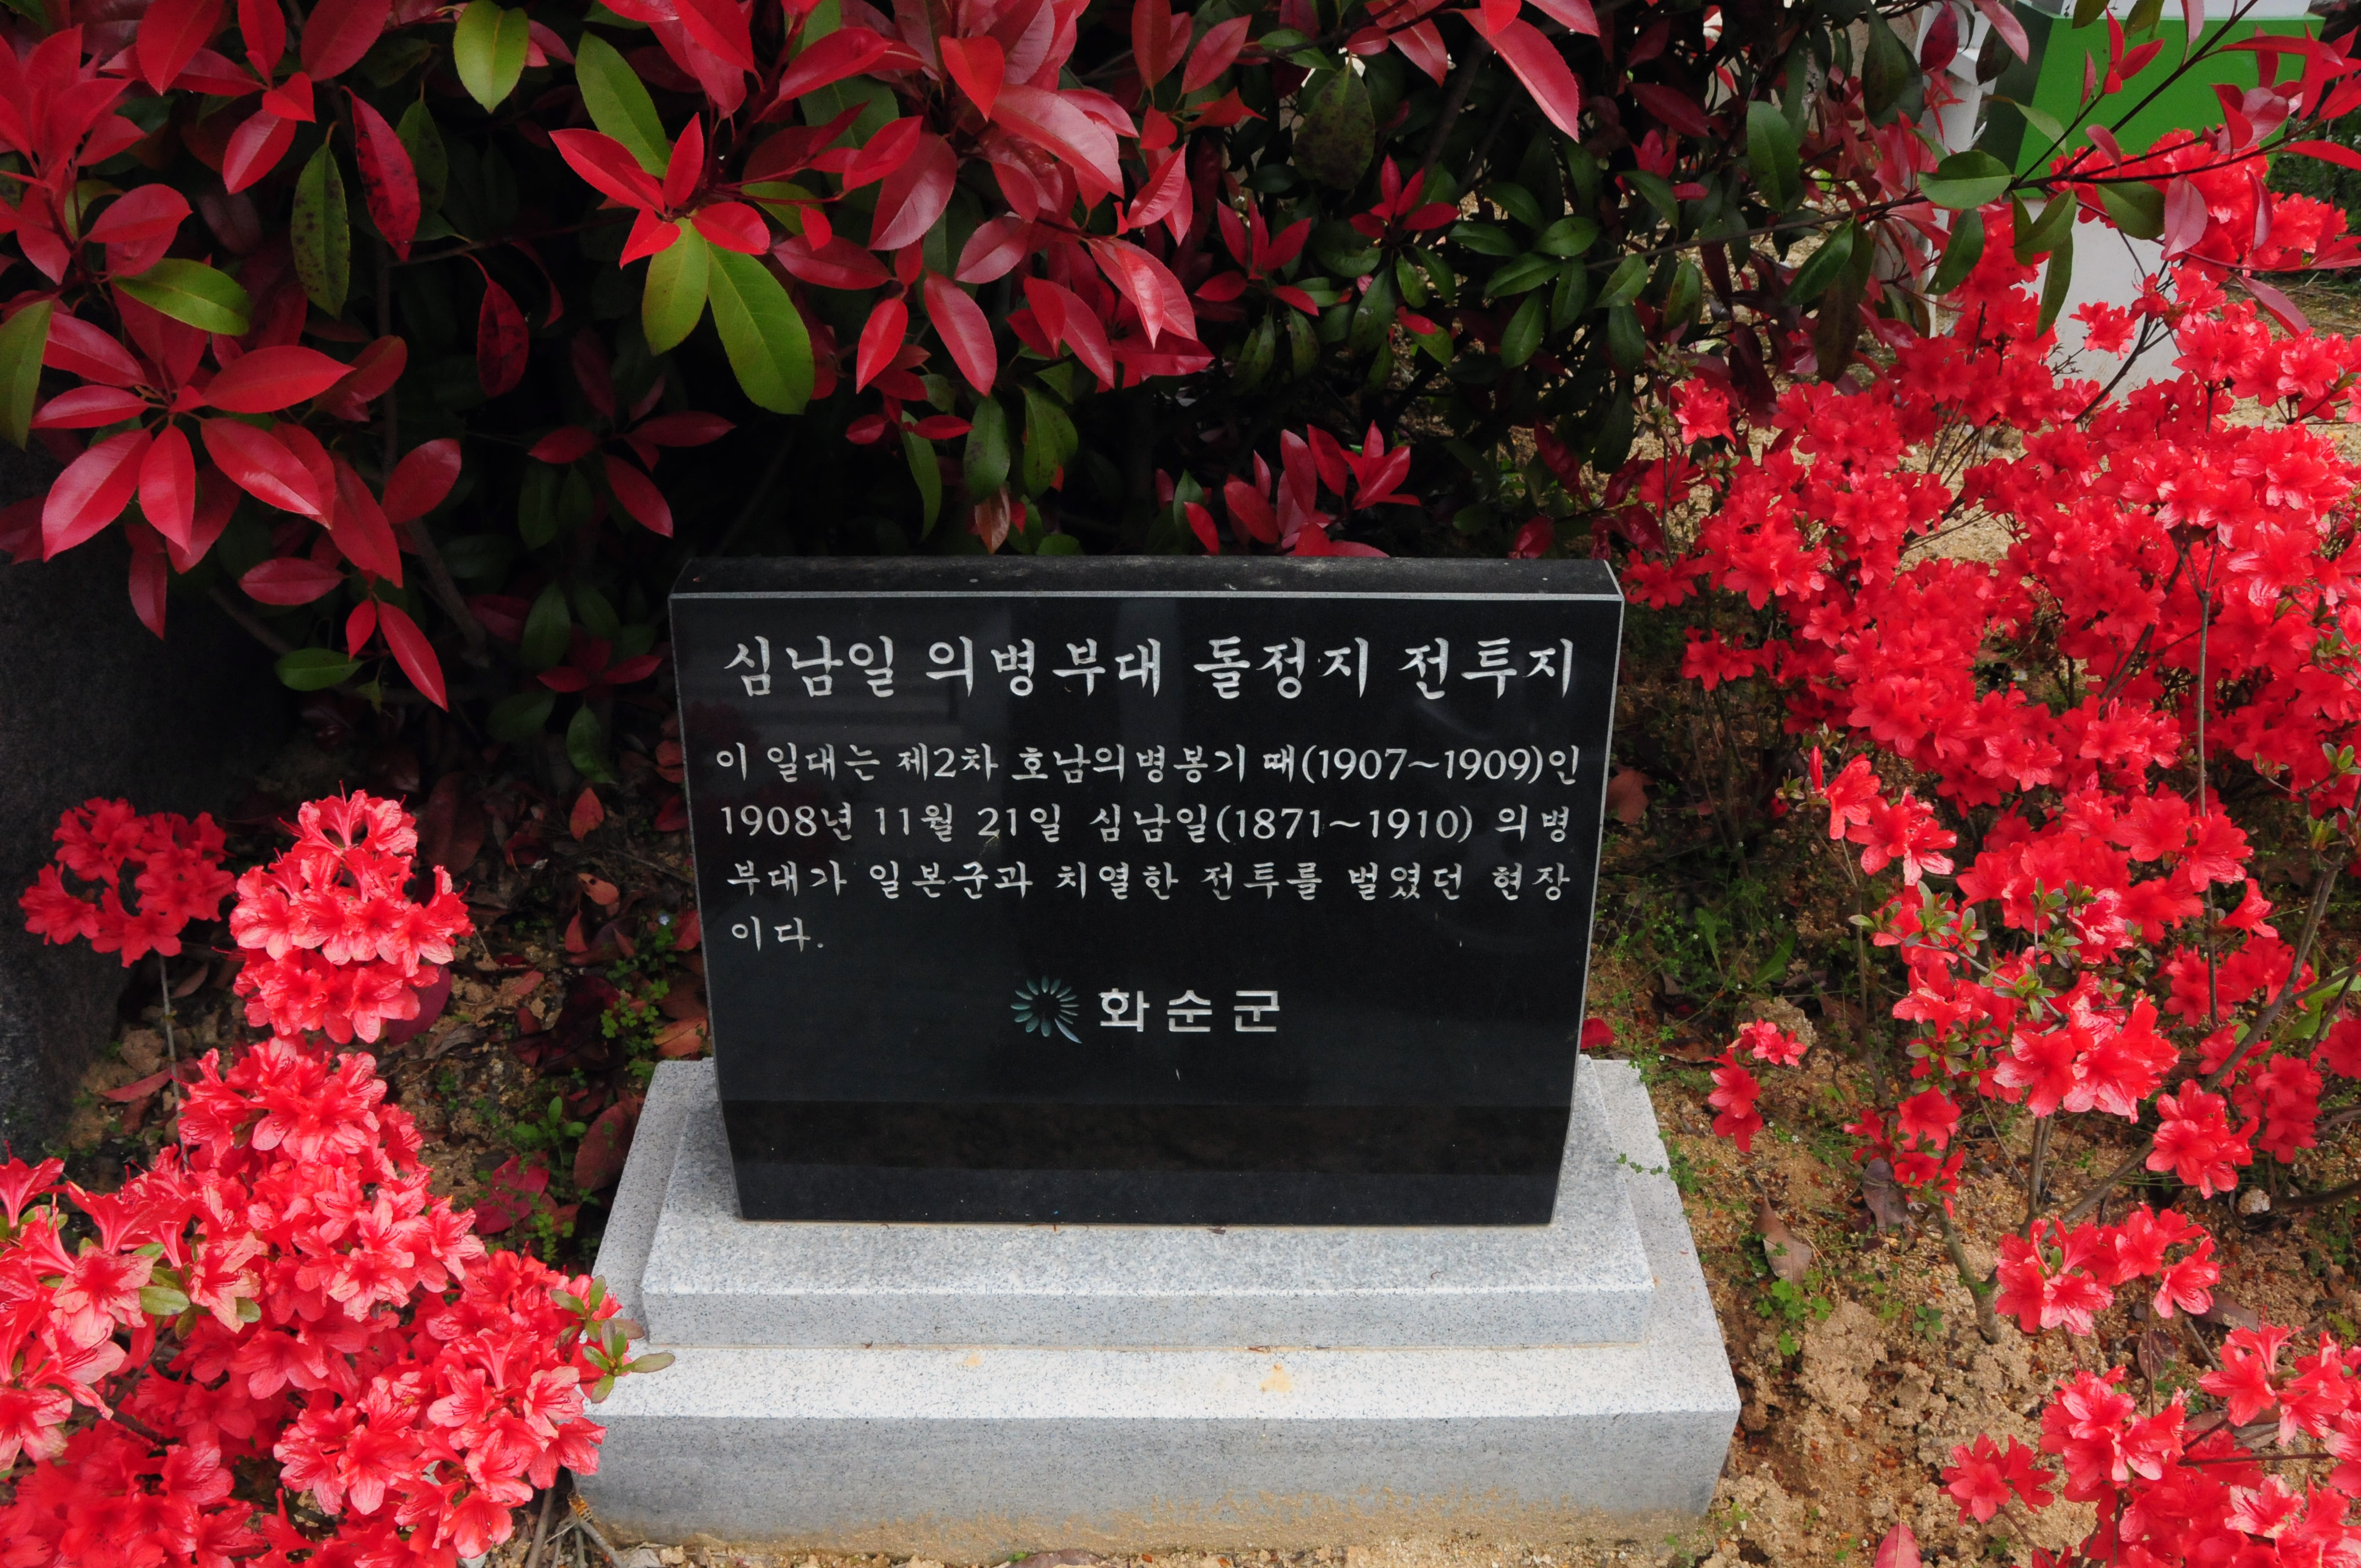 심남일 의병부대 돌정지 전투지
이 일대는 제2차 호남의병봉기 때(1907~1909)인
1908년 11월 21일 심남일(1871~1910) 의병
부대가 일본군과 치열한 전투를 벌였던 현장
이다.
화순군